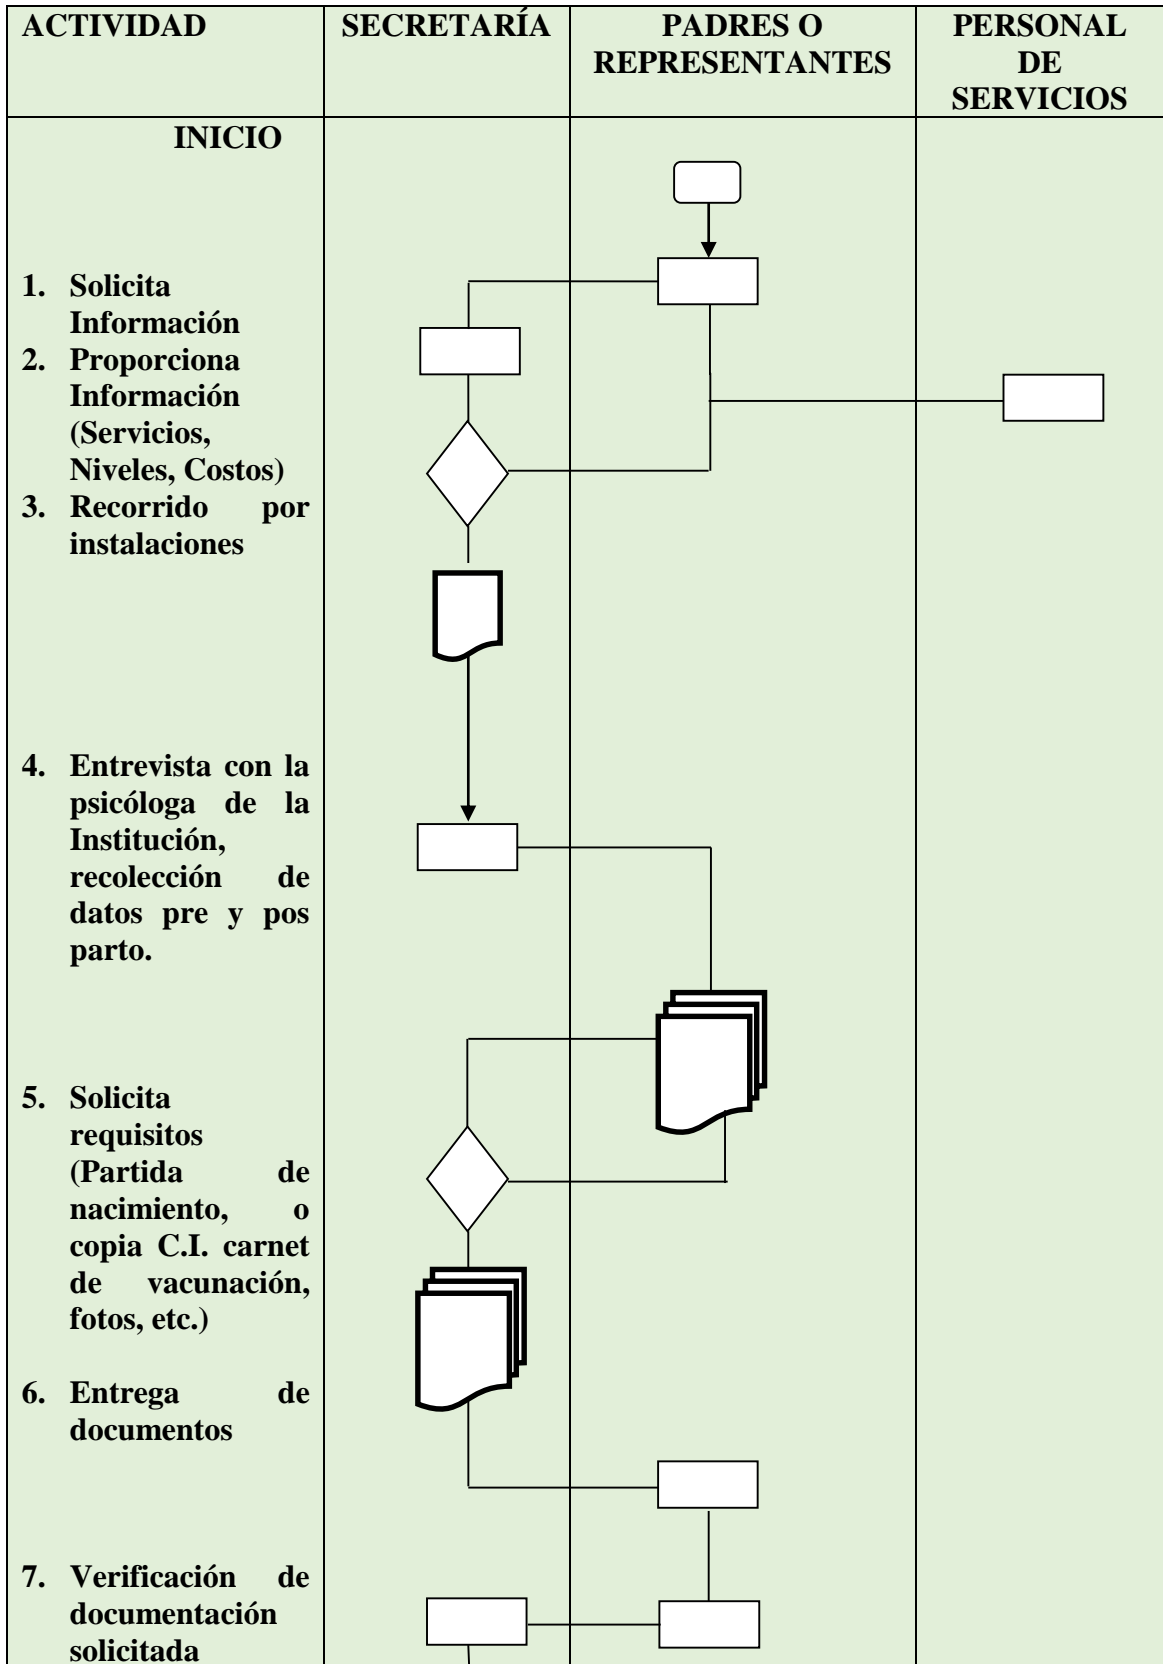 ACTIVIDAD
SECRETARÍA
PADRES O
REPRESENTANTES
PERSONAL
DE
SERVICIOS
INICIO
1. Solicita
Información
2. Proporciona
Información
(Servicios,
Niveles, Costos)
3. Recorrido por
instalaciones
4. Entrevista con la
psicóloga de la
Institución,
recolección de
datos pre y pos
parto.
5. Solicita
requisitos
(Partida de
nacimiento, o
copia C.I. carnet
de vacunación,
fotos, etc.)
6. Entrega de
documentos
7. Verificación de
documentación
solicitada